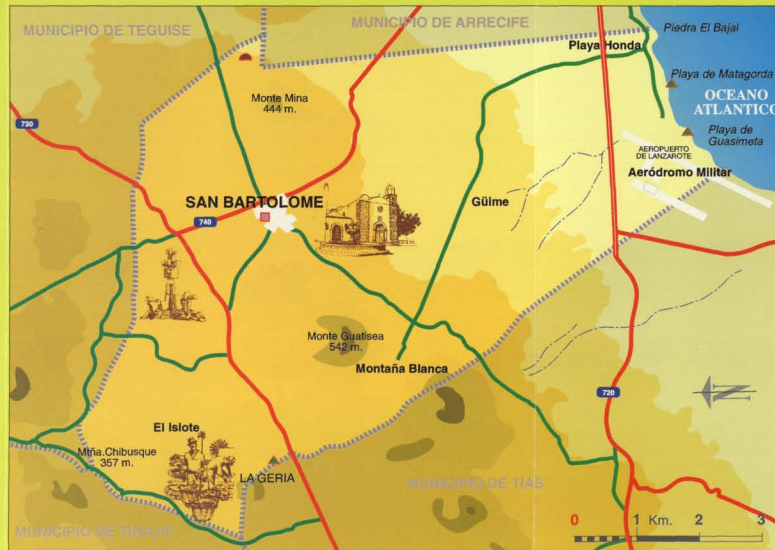 MUNICIPIO DE TEGUISE
MUNICIPIO DE ARRECIFE
Piedra El Bajal
Playa Honda
Playa de Matagorda
OCEANO
ATLANTICO
Monte Mina
444 m.
730
Playa de
Guasimeta
AEROPUERTO
DE LANZAROTE
Aeródromo Militar
SAN BARTOLOME
Güime
740
Monte Guatisea
542 m.
Montaña Blanca
720
N
El Islote
Mtña.Chibusque
357 m.
LA GERIA
MUNICIPIO DE TIAS
MUNICIPIO DE TINAJO
0 1 Km. 2 3